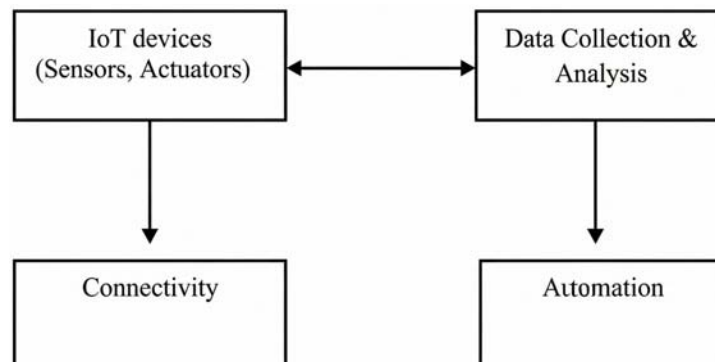 IoT devices
(Sensors, Actuators)
Data Collection &
Analysis
Connectivity
Automation